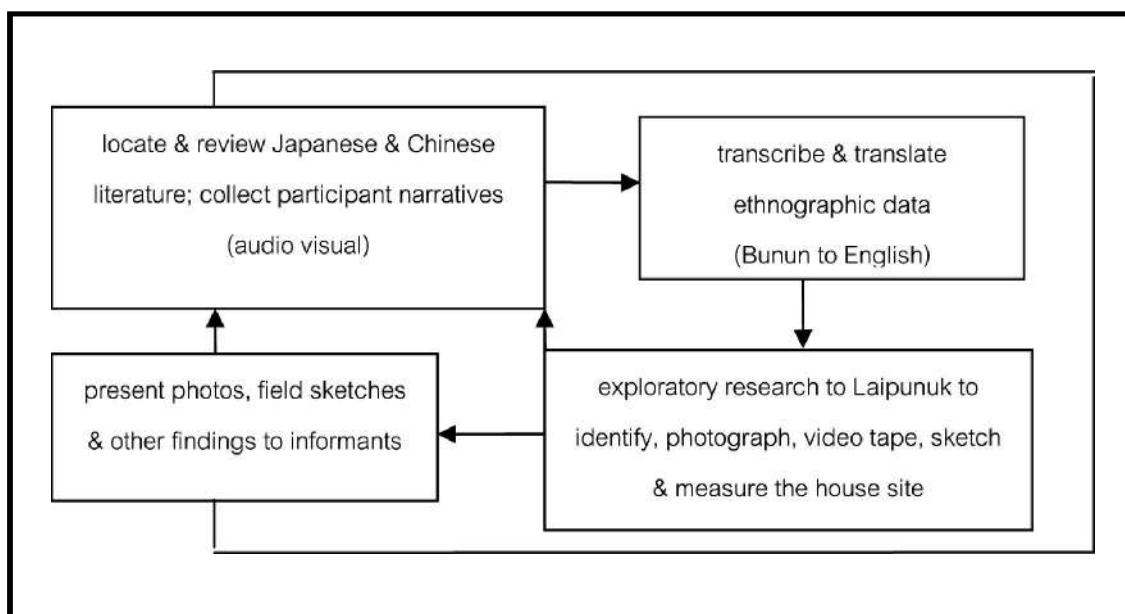 locate & review Japanese & Chinese
literature; collect participant narratives
(audio visual)
transcribe & translate
ethnographic data
(Bunun to English)
present photos, field sketches
& other findings to informants
exploratory research to Laipunuk to
identify, photograph, video tape, sketch
& measure the house site